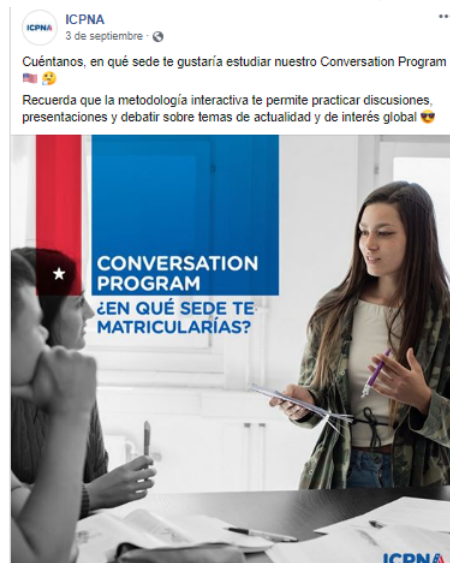 ICPNA
ICPNA
3 de septiembre ·
Cuéntanos, en qué sede te gustaría estudiar nuestro Conversation Program
Recuerda que la metodología interactiva te permite practicar discusiones,
presentaciones y debatir sobre temas de actualidad y de interés global
CONVERSATION
PROGRAM
¿EN QUÉ SEDE TE
MATRICULARÍAS?
ICPNA